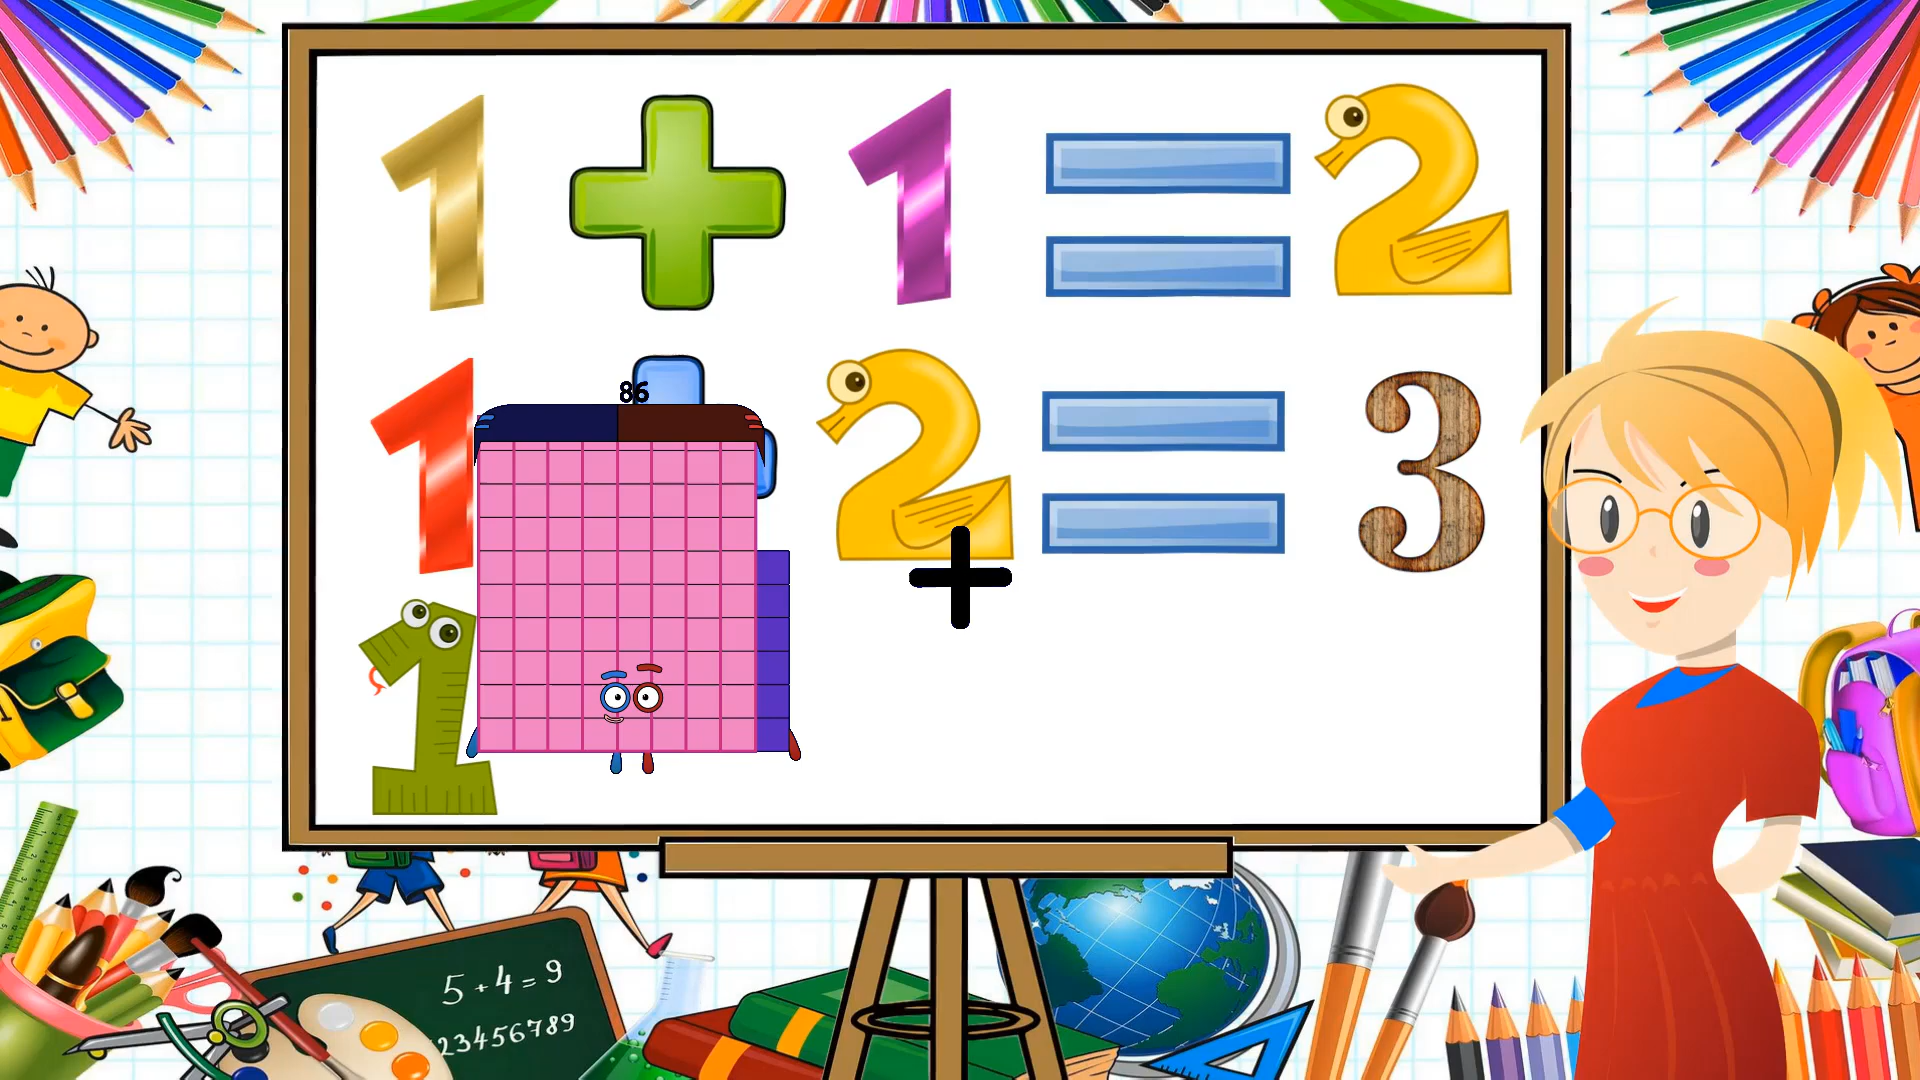 1 + 1 = 2
86
1 + 2 = 3
+
1
5+4=9
123456789